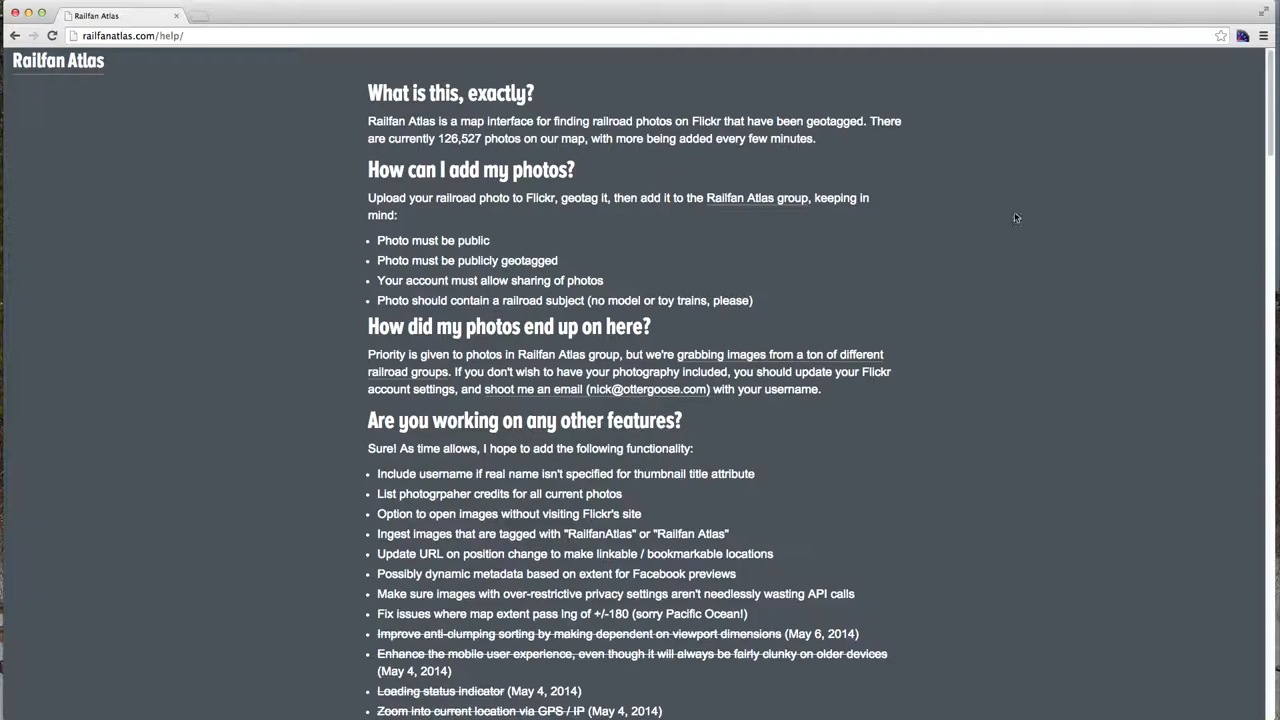 Railfan Atlas
railfanatlas.com/help/
Railfan Atlas
What is this, exactly?
Railfan Atlas is a map interface for finding railroad photos on Flickr that have been geotagged. There
are currently 126,527 photos on our map, with more being added every few minutes.
How can I add my photos?
Upload your railroad photo to Flickr, geotag it, then add it to the Railfan Atlas group, keeping in
mind:
• Photo must be public
• Photo must be publicly geotagged
• Your account must allow sharing of photos
• Photo should contain a railroad subject (no model or toy trains, please)
How did my photos end up on here?
Priority is given to photos in Railfan Atlas group, but we're grabbing images from a ton of different
railroad groups. If you don't wish to have your photography included, you should update your Flickr
account settings, and shoot me an email (nick@ottergoose.com) with your username.
Are you working on any other features?
Sure! As time allows, I hope to add the following functionality:
• Include username if real name isn't specified for thumbnail title attribute
• List photogrpaher credits for all current photos
• Option to open images without visiting Flickr's site
• Ingest images that are tagged with "RailfanAtlas" or "Railfan Atlas"
• Update URL on position change to make linkable / bookmarkable locations
• Possibly dynamic metadata based on extent for Facebook previews
• Make sure images with over-restrictive privacy settings aren't needlessly wasting API calls
• Fix issues where map extent pass lng of +/-180 (sorry Pacific Ocean!)
• Improve anti-clumping sorting by making dependent on viewport dimensions (May 6, 2014)
• Enhance the mobile user experience, even though it will always be fairly clunky on older devices
(May 4, 2014)
• Loading status indicator (May 4, 2014)
• Zoom into current location via GPS / IP (May 4, 2014)